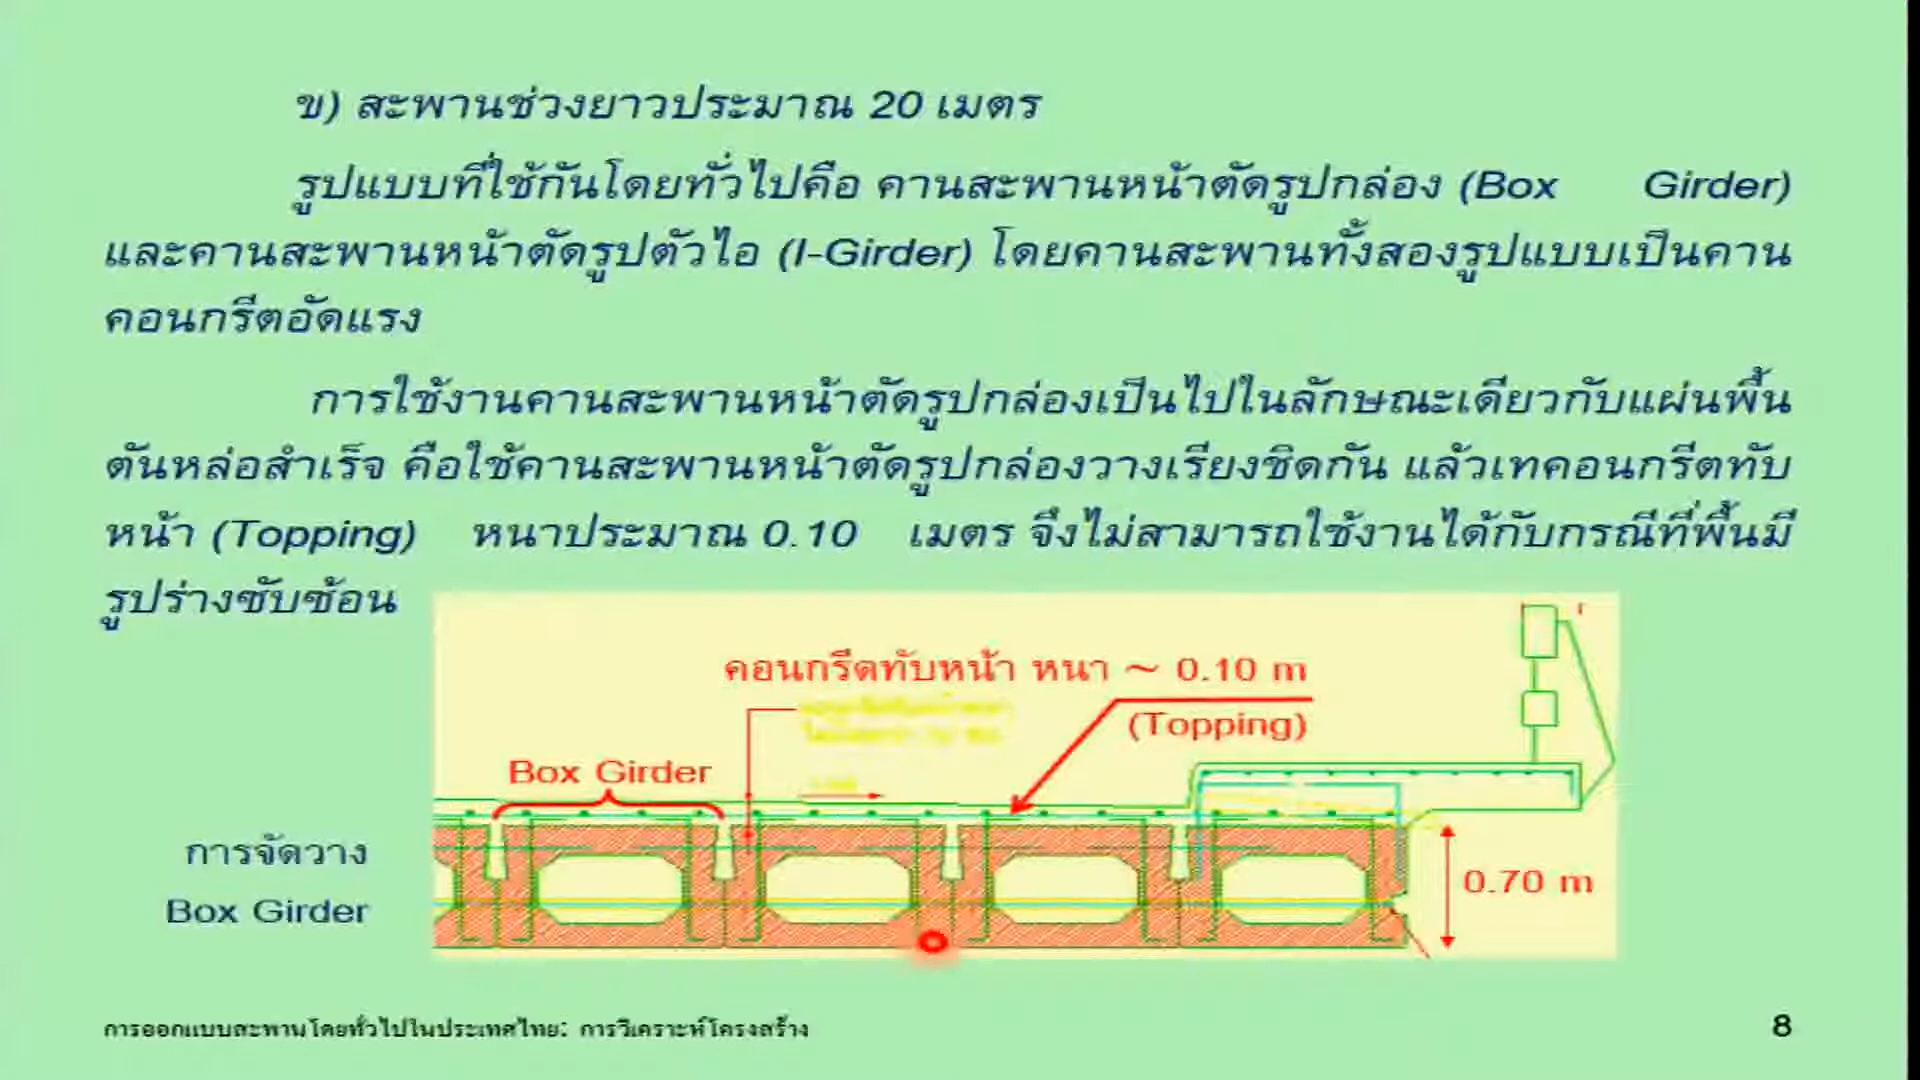 ข) สะพานช่วงยาวประมาณ 20 เมตร
รูปแบบที่ใช้กันโดยทั่วไปคือ คานสะพานหน้าตัดรูปกล่อง (Box Girder)
และคานสะพานหน้าตัดรูปตัวไอ (I-Girder) โดยคานสะพานทั้งสองรูปแบบเป็นคาน
คอนกรีตอัดแรง
การใช้งานคานสะพานหน้าตัดรูปกล่องเป็นไปในลักษณะเดียวกับแผ่นพื้น
ตันหล่อสำเร็จ คือใช้คานสะพานหน้าตัดรูปกล่องวางเรียงชิดกัน แล้วเทคอนกรีตทับ
หน้า (Topping) หนาประมาณ 0.10 เมตร จึงไม่สามารถใช้งานได้กับกรณีที่พื้นมี
รูปร่างซับซ้อน
คอนกรีตทับหน้า หนา ~ 0.10 m
(Topping)
Box Girder
การจัดวาง
Box Girder
0.70 m
การออกแบบสะพานโดยทั่วไปในประเทศไทย: การวิเคราะห์โครงสร้าง
8